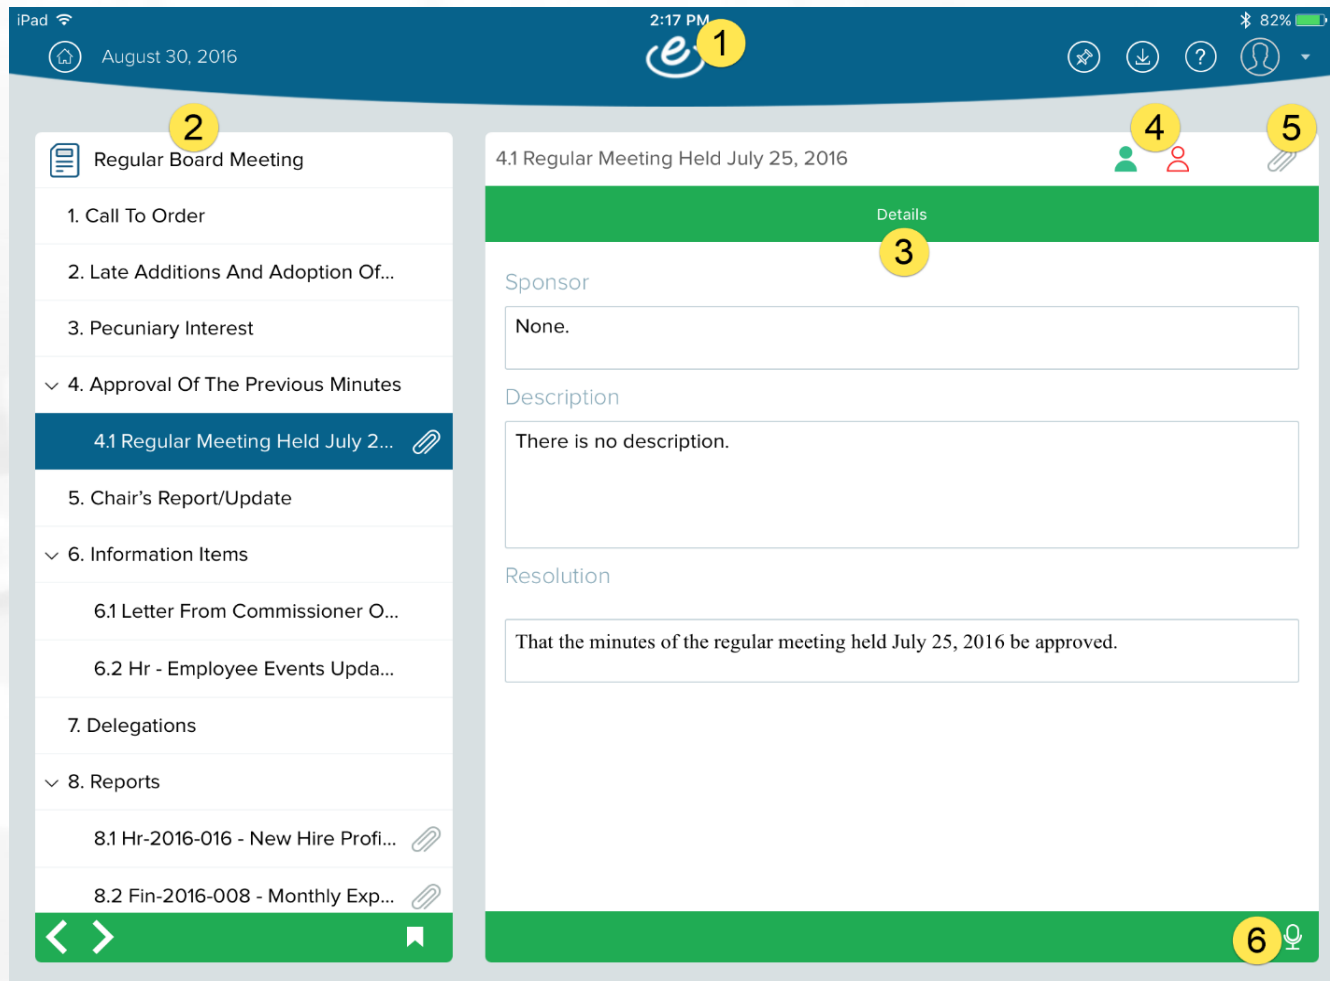 iPad
2:17 PM
82%
August 30, 2016
e
1
?
2
Regular Board Meeting
1. Call To Order
2. Late Additions And Adoption Of...
3. Pecuniary Interest
4. Approval Of The Previous Minutes
4.1 Regular Meeting Held July 2...
5. Chair's Report/Update
6. Information Items
6.1 Letter From Commissioner O...
6.2 Hr - Employee Events Upda...
7. Delegations
8. Reports
8.1 Hr-2016-016 - New Hire Profi...
8.2 Fin-2016-008 - Monthly Exp...
4
5
4.1 Regular Meeting Held July 25, 2016
Details
3
Sponsor
None.
Description
There is no description.
Resolution
That the minutes of the regular meeting held July 25, 2016 be approved.
6